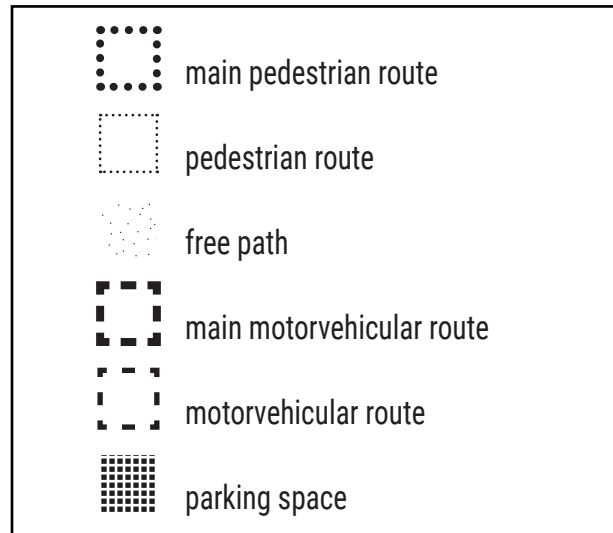 main pedestrian route
pedestrian route
free path
main motorvehicular route
motorvehicular route
parking space